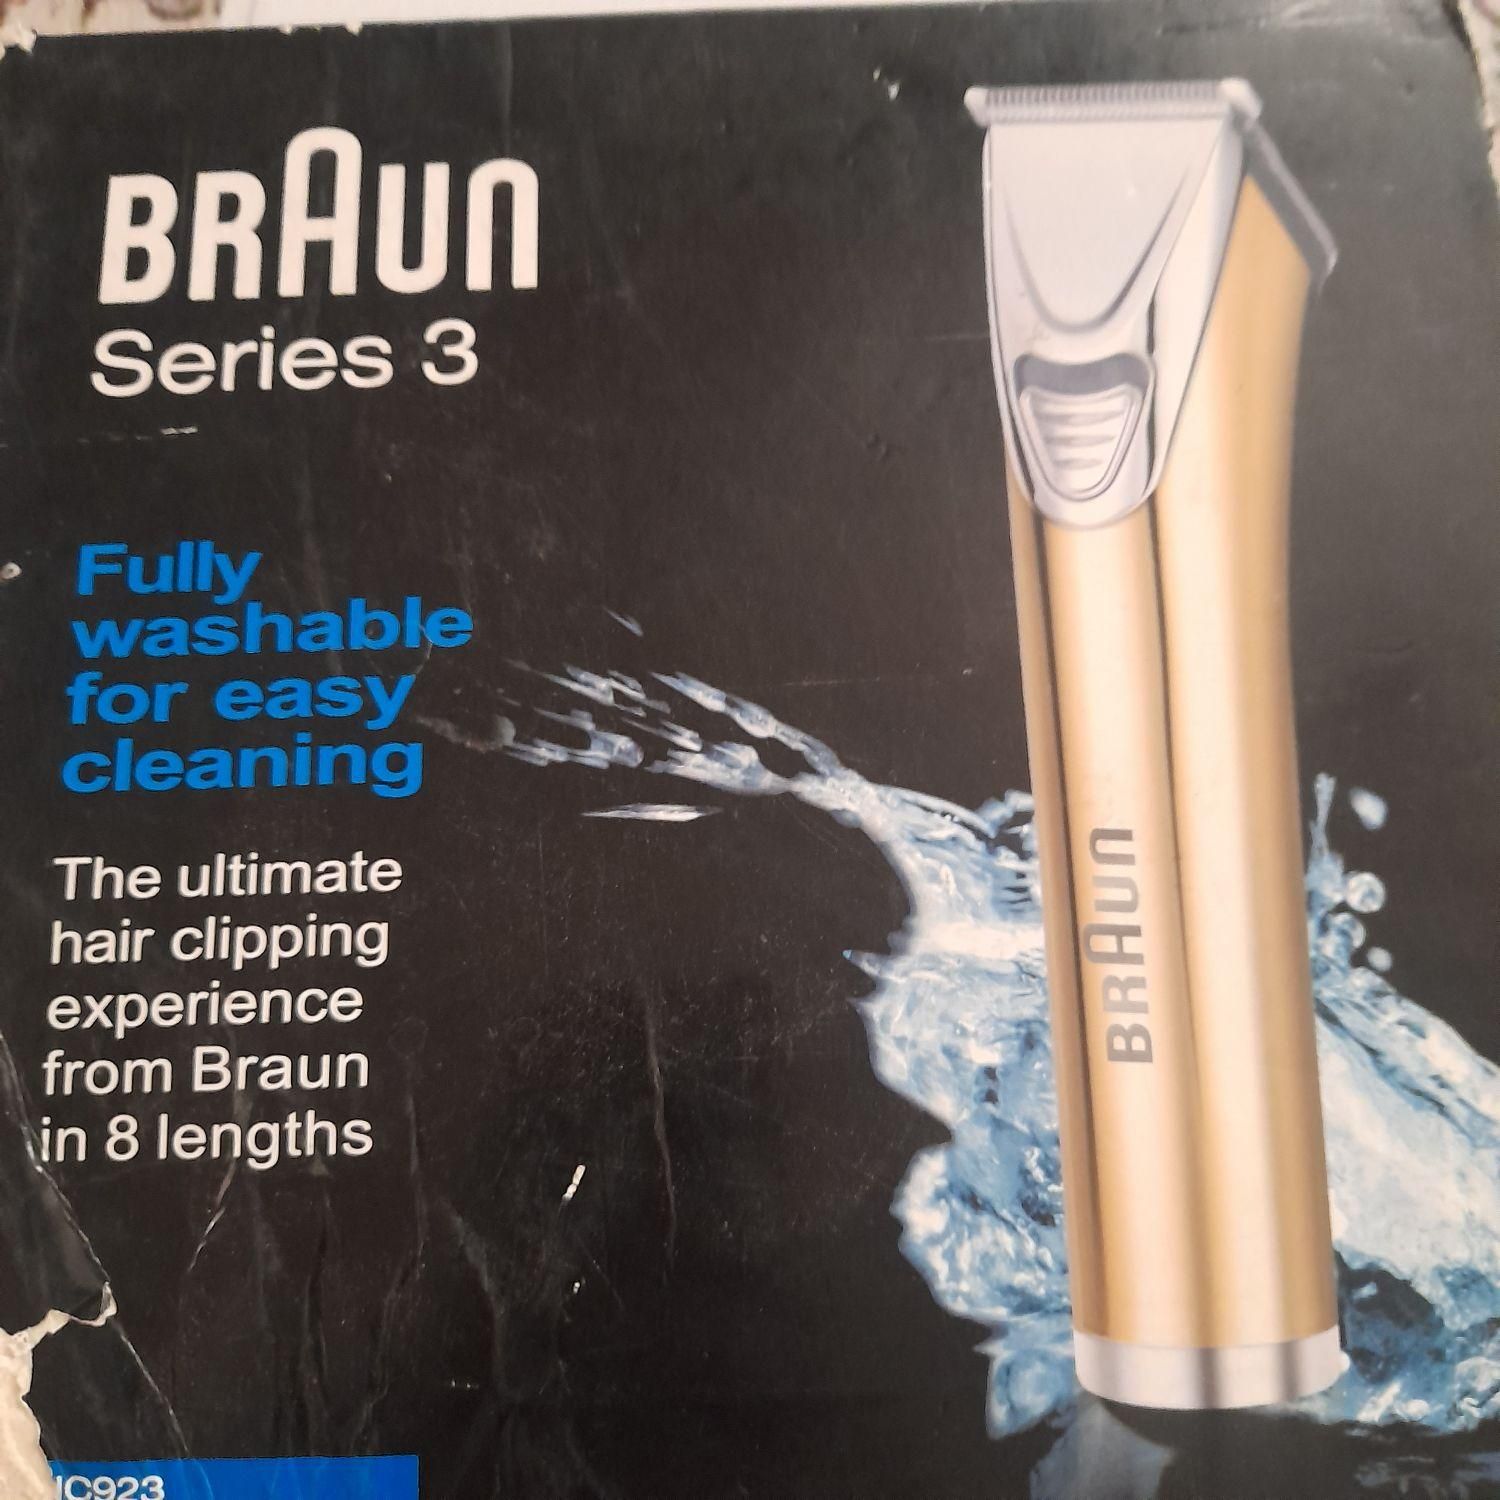 BRAUN
Series 3
Fully
washable
for easy
cleaning
The ultimate
hair clipping
experience
from Braun
in 8 lengths
BRAUN